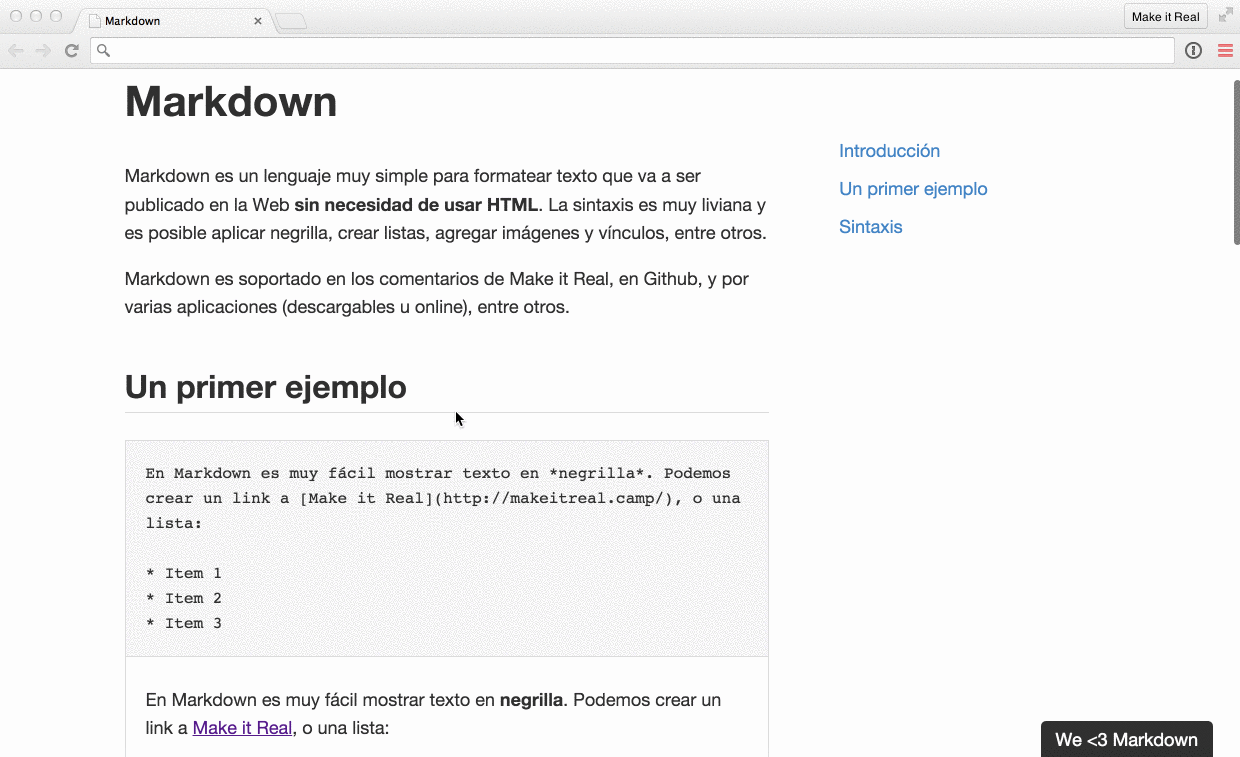 Markdown
Make it Real
Markdown
Introducción
Un primer ejemplo
Sintaxis
Markdown es un lenguaje muy simple para formatear texto que va a ser
publicado en la Web sin necesidad de usar HTML. La sintaxis es muy liviana y
es posible aplicar negrilla, crear listas, agregar imágenes y vínculos, entre otros.
Markdown es soportado en los comentarios de Make it Real, en Github, y por
varias aplicaciones (descargables u online), entre otros.
Un primer ejemplo
En Markdown es muy fácil mostrar texto en *negrilla*. Podemos
crear un link a [Make it Real](http://makeitreal.camp/), o una
lista:
* Item 1
* Item 2
* Item 3
En Markdown es muy fácil mostrar texto en negrilla. Podemos crear un
link a Make it Real, o una lista:
We <3 Markdown